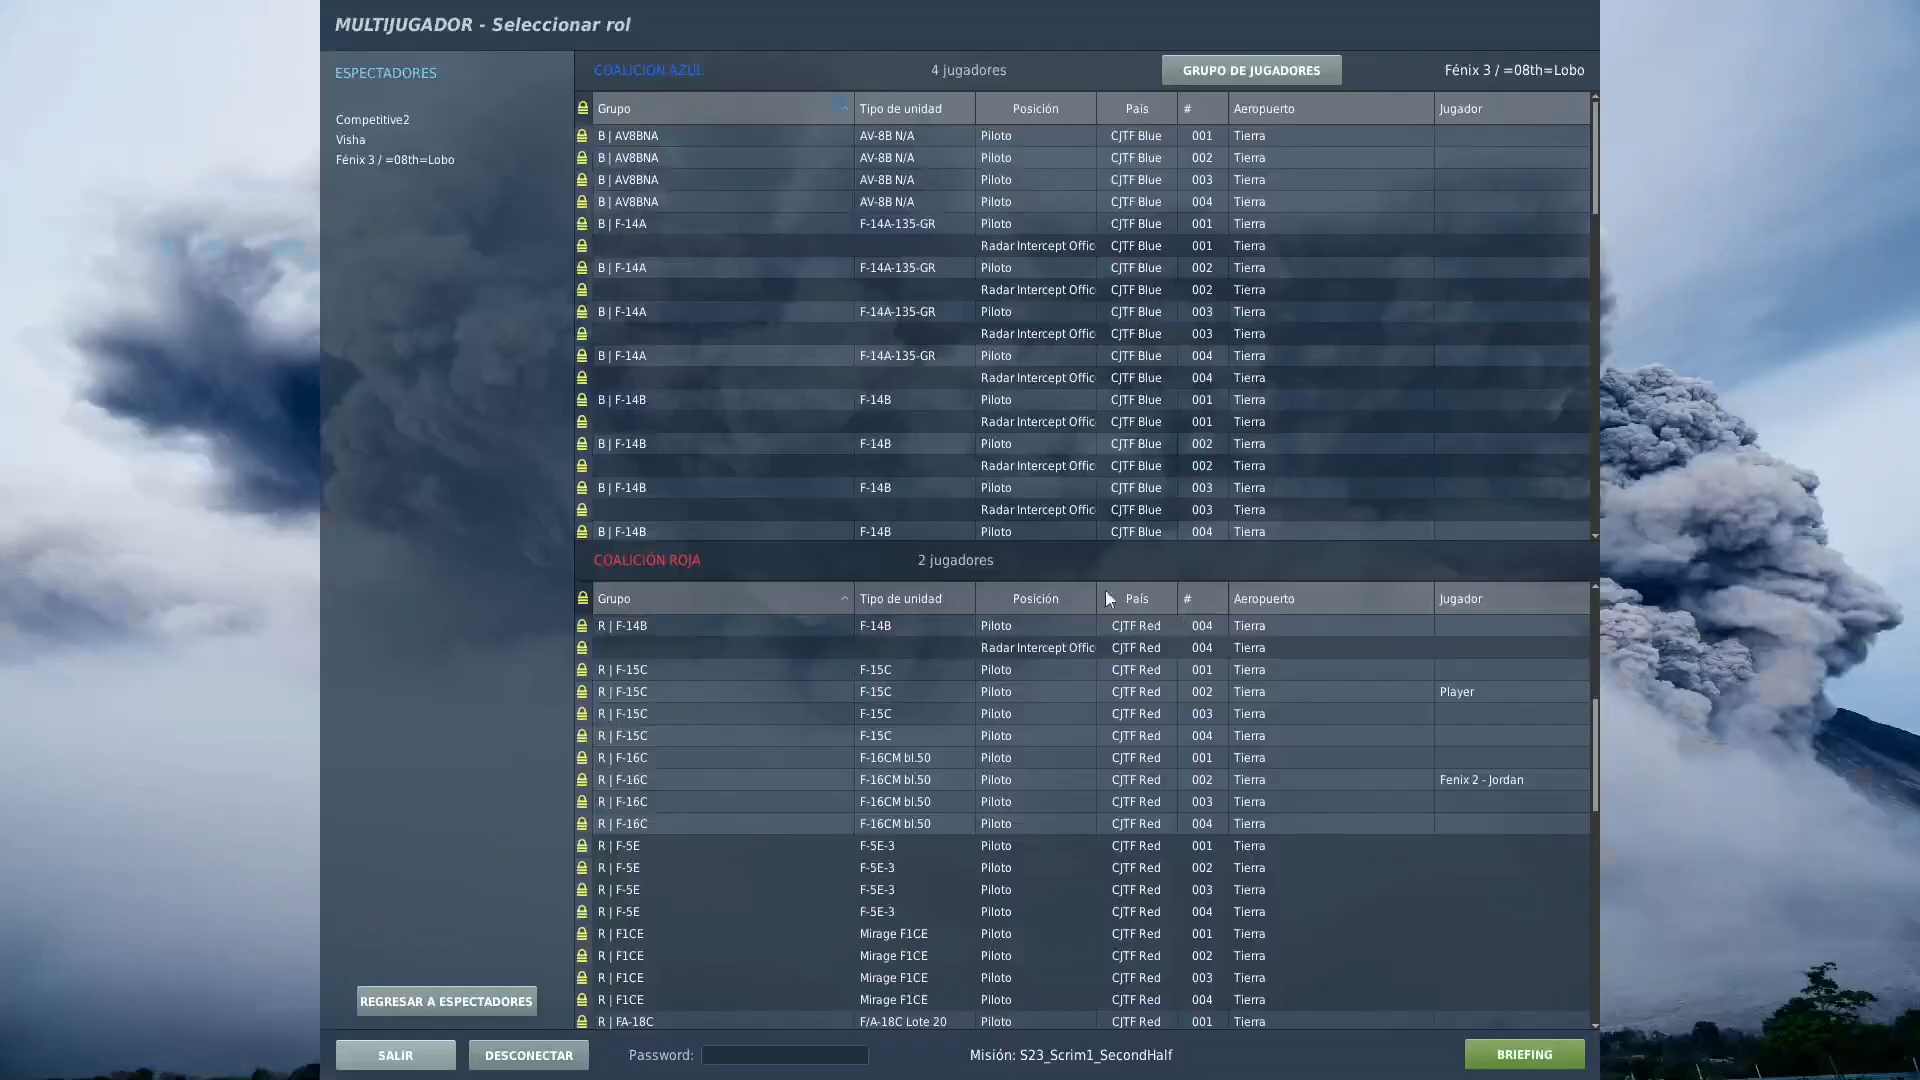 MULTIJUGADOR - Seleccionar rol
ESPECTADORES
Competitive2
Visha
Fénix 3 / =08th=Lobo
COALICIÓN AZUL 4 jugadores GRUPO DE JUGADORES Fénix 3 / =08th=Lobo
Grupo Tipo de unidad Posición País # Aeropuerto Jugador
B | AV8BNA AV-8B N/A Piloto CJTF Blue 001 Tierra
B | AV8BNA AV-8B N/A Piloto CJTF Blue 002 Tierra
B | AV8BNA AV-8B N/A Piloto CJTF Blue 003 Tierra
B | AV8BNA AV-8B N/A Piloto CJTF Blue 004 Tierra
B | F-14A F-14A-135-GR Piloto CJTF Blue 001 Tierra
Radar Intercept Offic CJTF Blue 001 Tierra
B | F-14A F-14A-135-GR Piloto CJTF Blue 002 Tierra
Radar Intercept Offic CJTF Blue 002 Tierra
B | F-14A F-14A-135-GR Piloto CJTF Blue 003 Tierra
Radar Intercept Offic CJTF Blue 003 Tierra
B | F-14A F-14A-135-GR Piloto CJTF Blue 004 Tierra
Radar Intercept Offic CJTF Blue 004 Tierra
B | F-14B F-14B Piloto CJTF Blue 001 Tierra
Radar Intercept Offic CJTF Blue 001 Tierra
B | F-14B F-14B Piloto CJTF Blue 002 Tierra
Radar Intercept Offic CJTF Blue 002 Tierra
B | F-14B F-14B Piloto CJTF Blue 003 Tierra
Radar Intercept Offic CJTF Blue 003 Tierra
B | F-14B F-14B Piloto CJTF Blue 004 Tierra
COALICIÓN ROJA 2 jugadores
Grupo Tipo de unidad Posición País # Aeropuerto Jugador
R | F-14B F-14B Piloto CJTF Red 004 Tierra
Radar Intercept Offic CJTF Red 004 Tierra
R | F-15C F-15C Piloto CJTF Red 001 Tierra
R | F-15C F-15C Piloto CJTF Red 002 Tierra Player
R | F-15C F-15C Piloto CJTF Red 003 Tierra
R | F-15C F-15C Piloto CJTF Red 004 Tierra
R | F-16C F-16CM bl.50 Piloto CJTF Red 001 Tierra
R | F-16C F-16CM bl.50 Piloto CJTF Red 002 Tierra Fenix 2 - Jordan
R | F-16C F-16CM bl.50 Piloto CJTF Red 003 Tierra
R | F-16C F-16CM bl.50 Piloto CJTF Red 004 Tierra
R | F-5E F-5E-3 Piloto CJTF Red 001 Tierra
R | F-5E F-5E-3 Piloto CJTF Red 002 Tierra
R | F-5E F-5E-3 Piloto CJTF Red 003 Tierra
R | F-5E F-5E-3 Piloto CJTF Red 004 Tierra
R | F1CE Mirage F1CE Piloto CJTF Red 001 Tierra
R | F1CE Mirage F1CE Piloto CJTF Red 002 Tierra
R | F1CE Mirage F1CE Piloto CJTF Red 003 Tierra
R | F1CE Mirage F1CE Piloto CJTF Red 004 Tierra
R | FA-18C F/A-18C Lote 20 Piloto CJTF Red 001 Tierra
REGRESAR A ESPECTADORES
SALIR DESCONECTAR Password: Misión: S23_Scrim1_SecondHalf BRIEFING